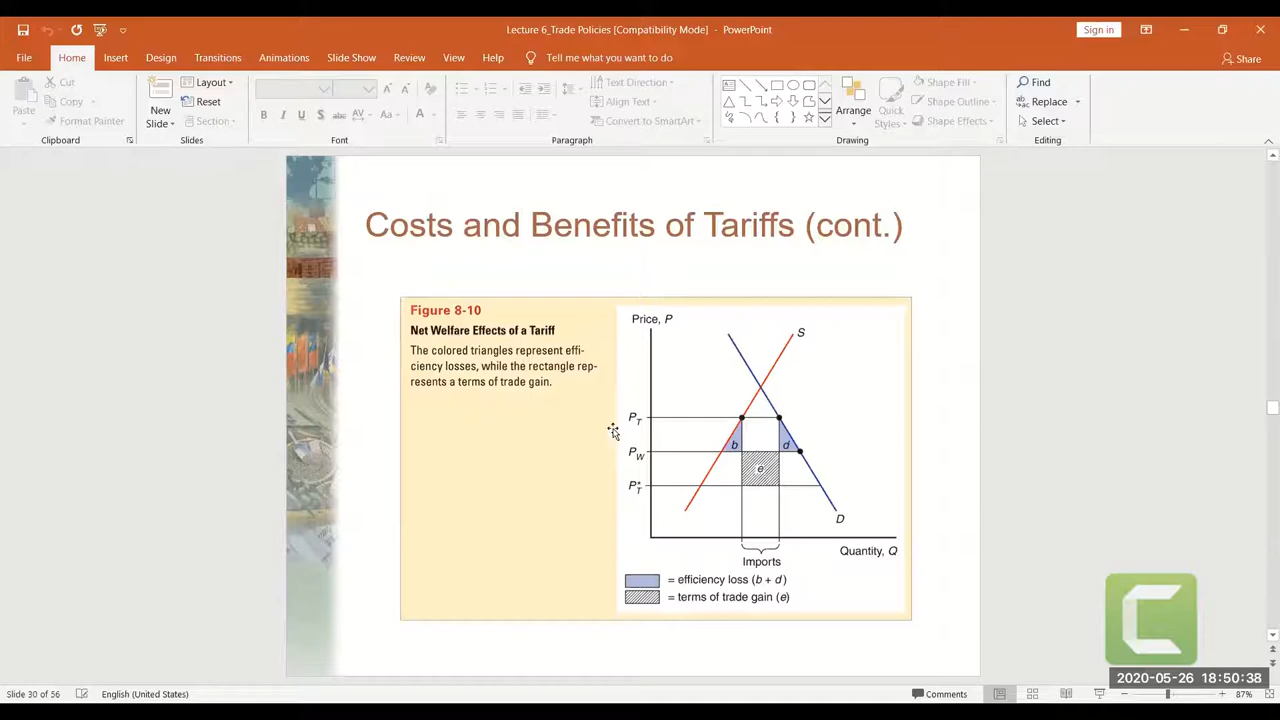 Lecture 6_Trade Policies [Compatibility Mode] - PowerPoint
Sign in
File Home Insert Design Transitions Animations Slide Show Review View Help Tell me what you want to do
Share
Paste
Cut
Copy
Format Painter
Clipboard
New Slide
Layout
Reset
Section
Slides
B I U S abc AV Aa A
Font
Text Direction
Align Text
Convert to SmartArt
Paragraph
Arrange
Quick Styles
Shape Fill
Shape Outline
Shape Effects
Drawing
Find
Replace
Select
Editing
Costs and Benefits of Tariffs (cont.)
Figure 8-10
Net Welfare Effects of a Tariff
The colored triangles represent effi-
ciency losses, while the rectangle rep-
resents a terms of trade gain.
Price, P
S
P_T
P_W
P*_T
b
d
e
D
Quantity, Q
Imports
= efficiency loss (b + d)
= terms of trade gain (e)
2020-05-26 18:50:38
Slide 30 of 56
English (United States)
Comments
87%